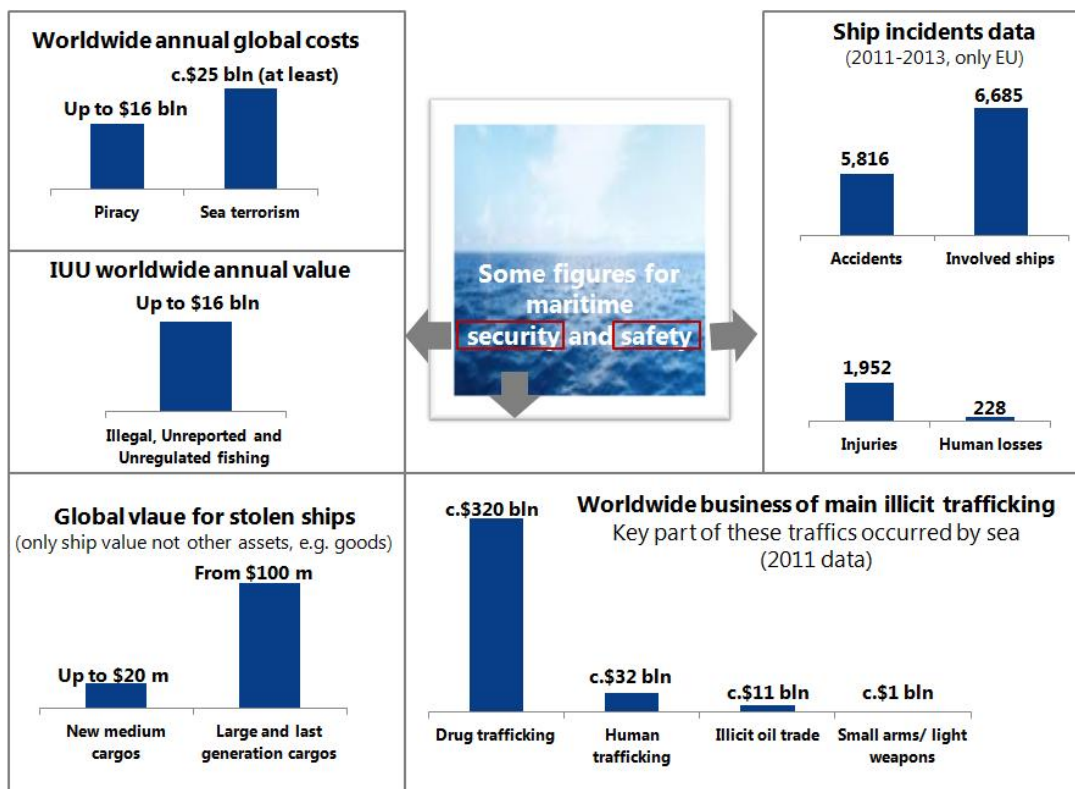 Worldwide annual global costs
c.$25 bln (at least)
Up to $16 bln
Piracy
Sea terrorism
IUU worldwide annual value
Up to $16 bln
Illegal, Unreported and
Unregulated fishing
Global vlaue for stolen ships
(only ship value not other assets, e.g. goods)
From $100 m
Up to $20 m
New medium
cargos
Large and last
generation cargos
Some figures for
maritime
security and safety
Ship incidents data
(2011-2013, only EU)
6,685
5,816
Accidents
Involved ships
1,952
228
Injuries
Human losses
Worldwide business of main illicit trafficking
Key part of these traffics occurred by sea
(2011 data)
c.$320 bln
c.$32 bln
c.$11 bln
c.$1 bln
Drug trafficking
Human
trafficking
Illicit oil trade
Small arms/ light
weapons